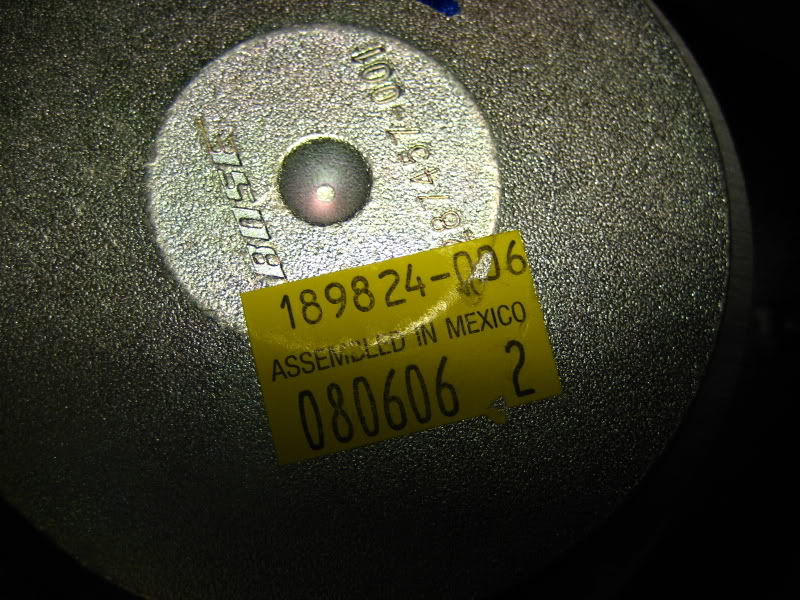 BOSE
189824-006
ASSEMBLED IN MEXICO
080606 2